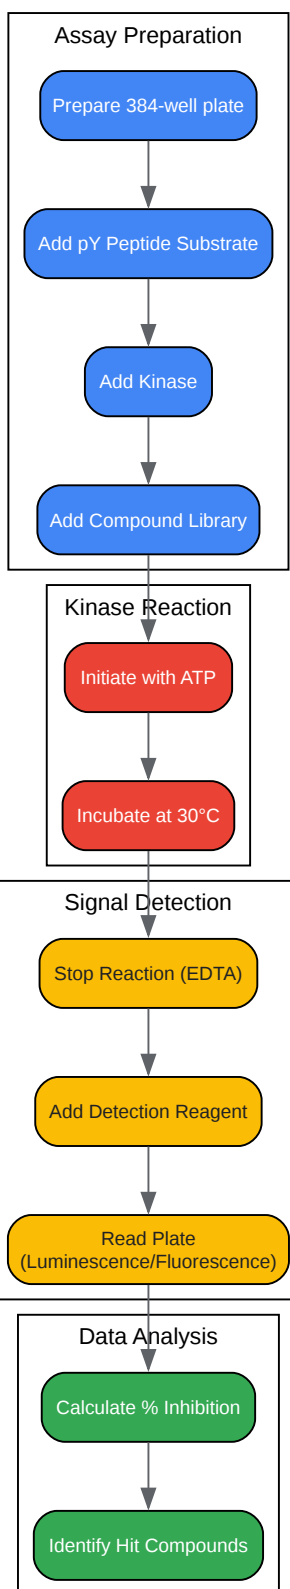 Assay Preparation
Prepare 384-well plate
Add pY Peptide Substrate
Add Kinase
Add Compound Library
Kinase Reaction
Initiate with ATP
Incubate at 30°C
Signal Detection
Stop Reaction (EDTA)
Add Detection Reagent
Read Plate
(Luminescence/Fluorescence)
Data Analysis
Calculate % Inhibition
Identify Hit Compounds